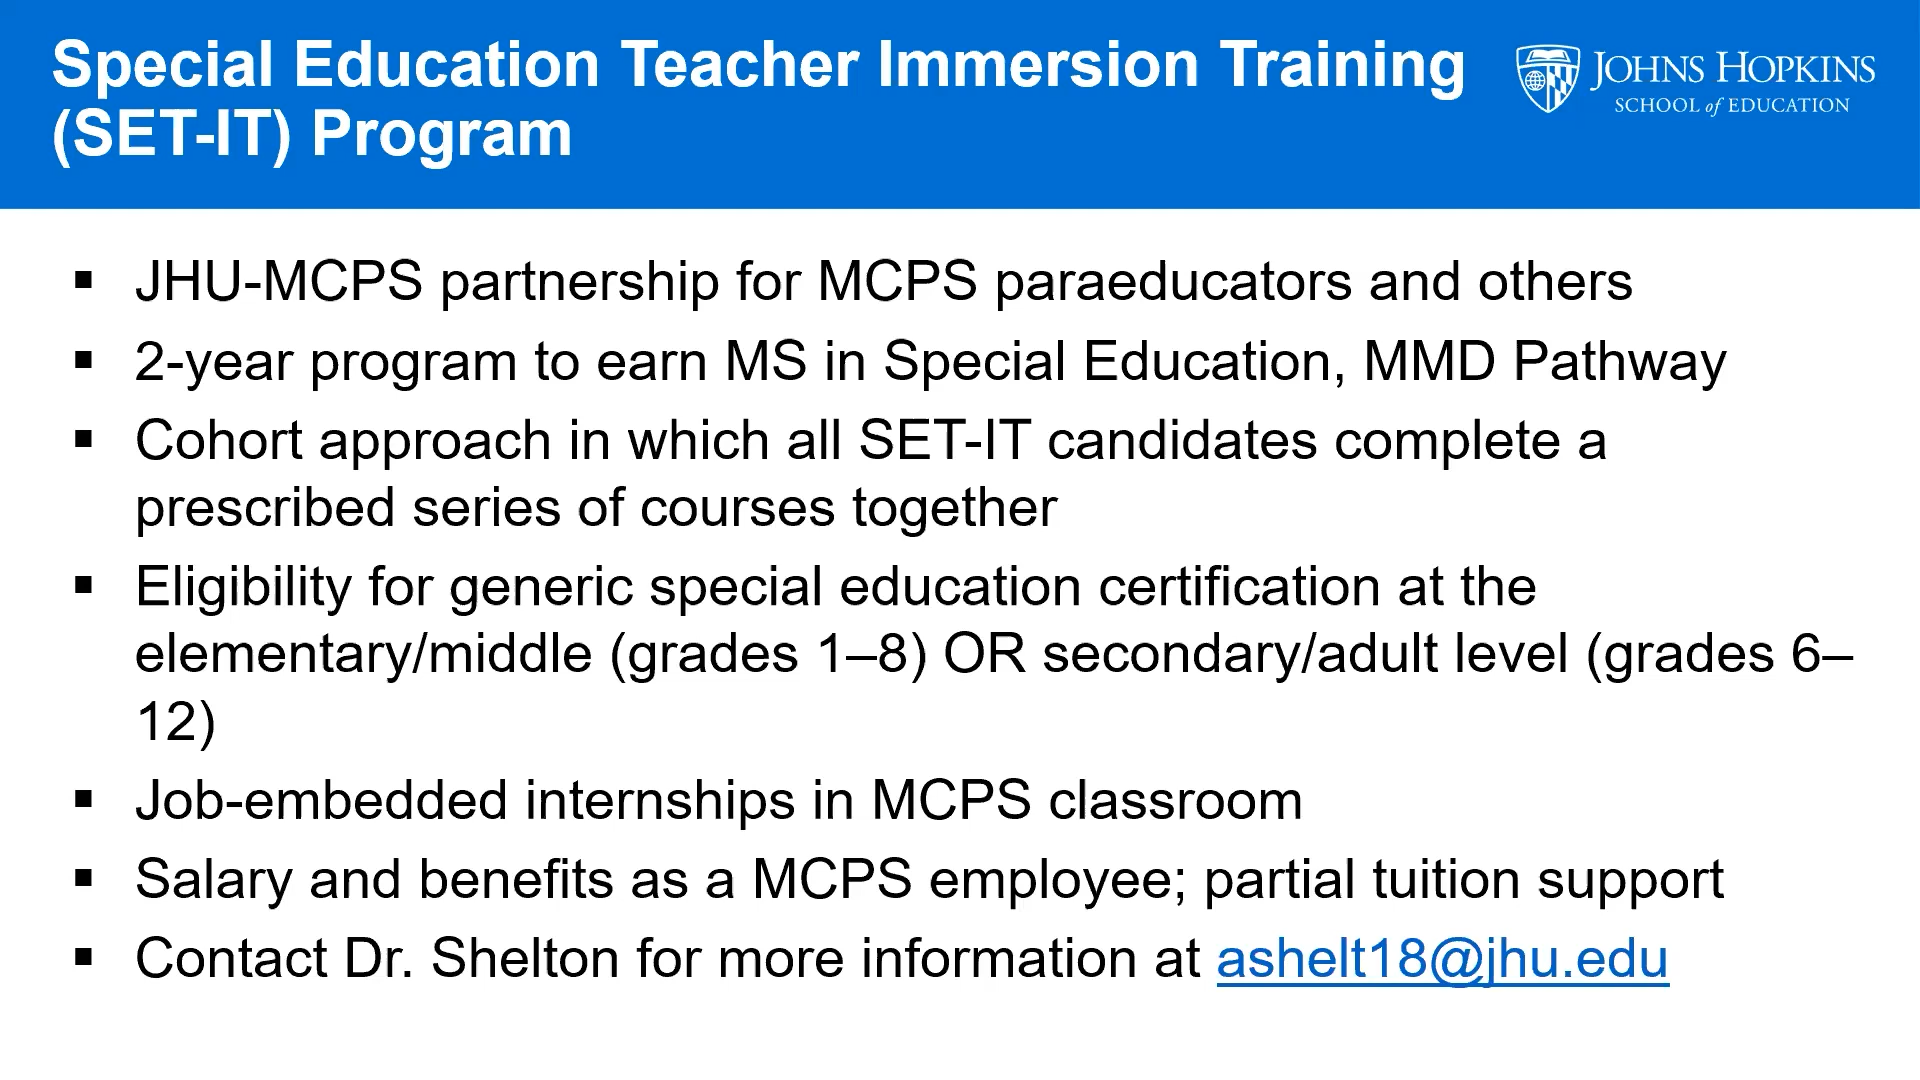 Special Education Teacher Immersion Training
(SET-IT) Program
JOHNS HOPKINS
SCHOOL of EDUCATION
▪ JHU-MCPS partnership for MCPS paraeducators and others
▪ 2-year program to earn MS in Special Education, MMD Pathway
▪ Cohort approach in which all SET-IT candidates complete a
prescribed series of courses together
▪ Eligibility for generic special education certification at the
elementary/middle (grades 1–8) OR secondary/adult level (grades 6–
12)
▪ Job-embedded internships in MCPS classroom
▪ Salary and benefits as a MCPS employee; partial tuition support
▪ Contact Dr. Shelton for more information at ashelt18@jhu.edu